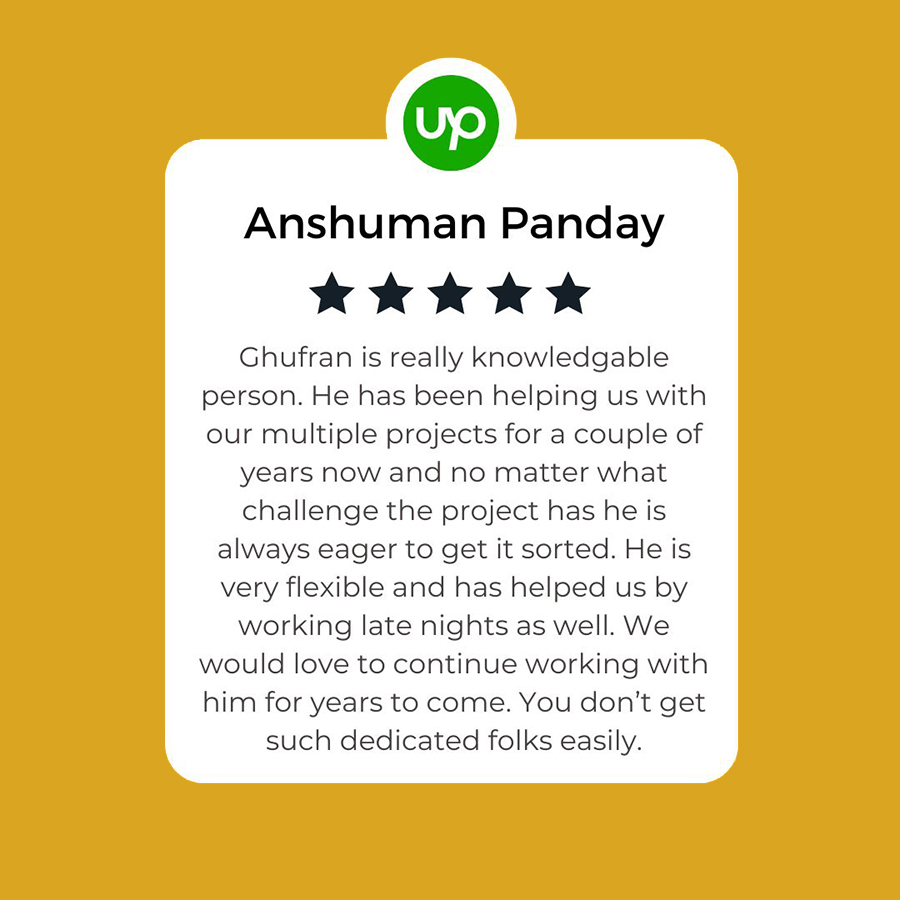 up
Anshuman Panday
Ghufran is really knowledgable
person. He has been helping us with
our multiple projects for a couple of
years now and no matter what
challenge the project has he is
always eager to get it sorted. He is
very flexible and has helped us by
working late nights as well. We
would love to continue working with
him for years to come. You don’t get
such dedicated folks easily.